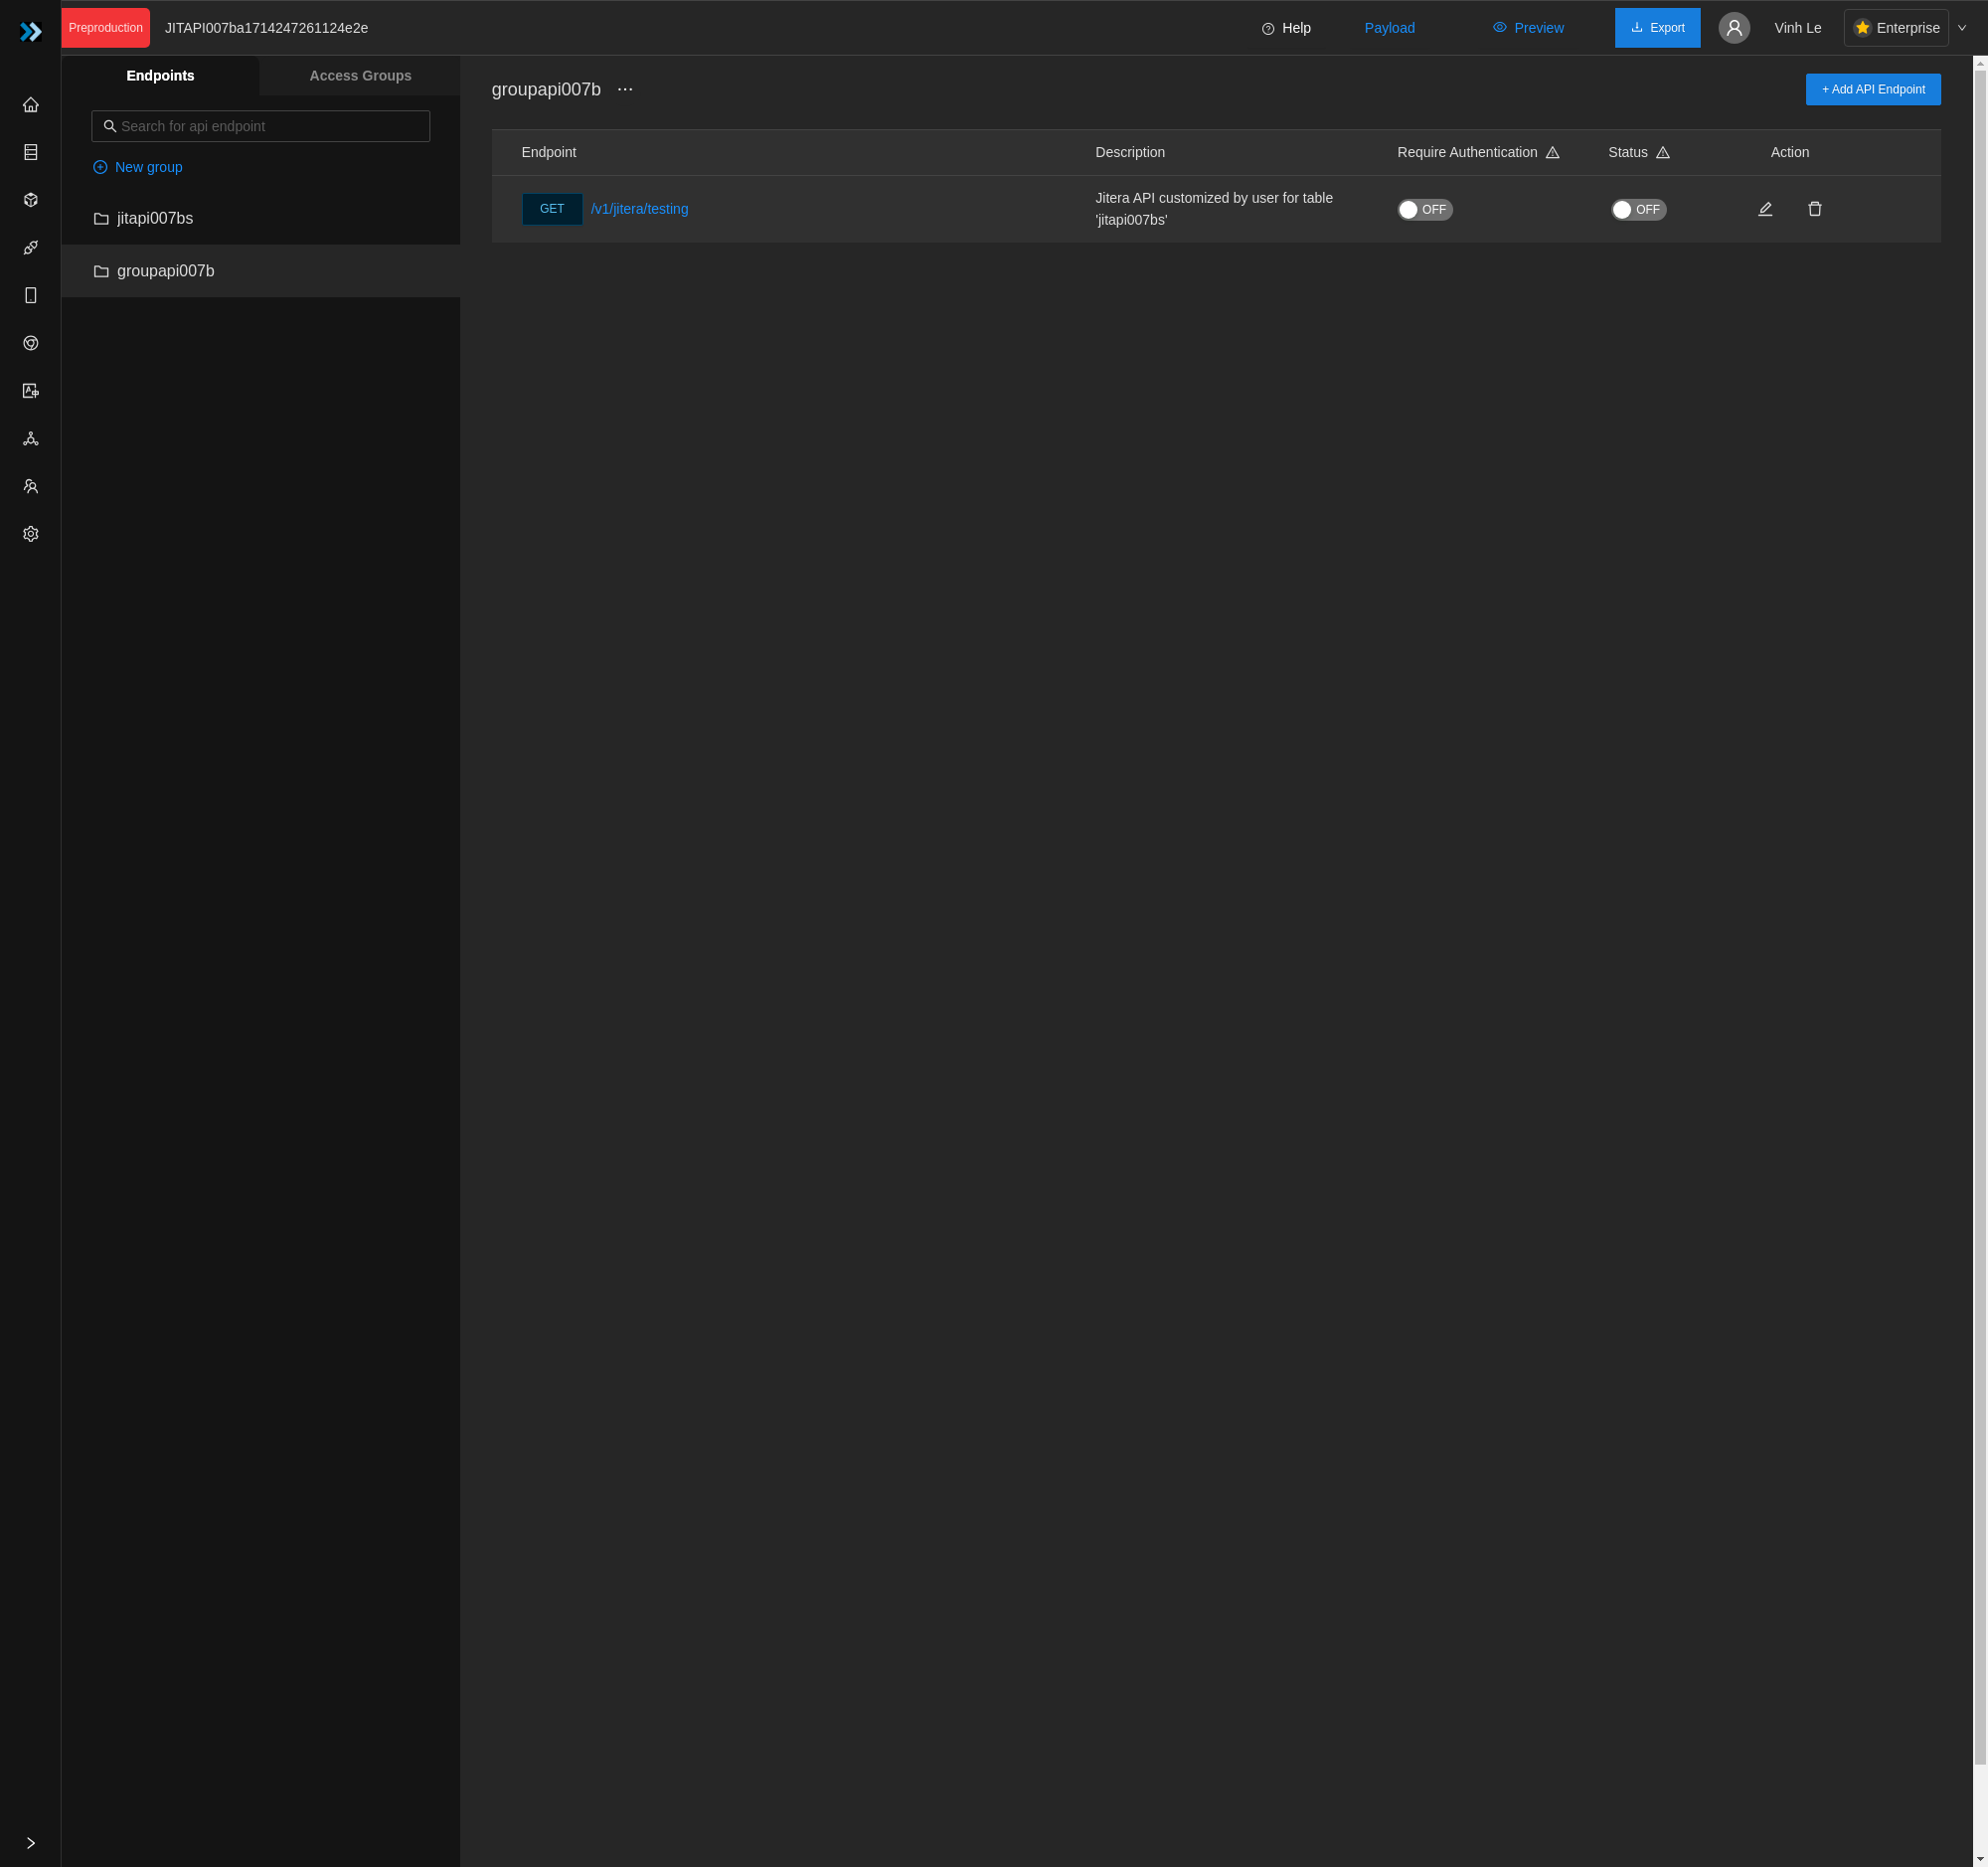 Preproduction
JITAPI007ba1714247261124e2e
Help
Payload
Preview
Export
Vinh Le
Enterprise
Endpoints
Access Groups
Search for api endpoint
New group
jitapi007bs
groupapi007b
groupapi007b ···
+ Add API Endpoint
Endpoint
Description
Require Authentication
Status
Action
GET
/v1/jitera/testing
Jitera API customized by user for table
'jitapi007bs'
OFF
OFF